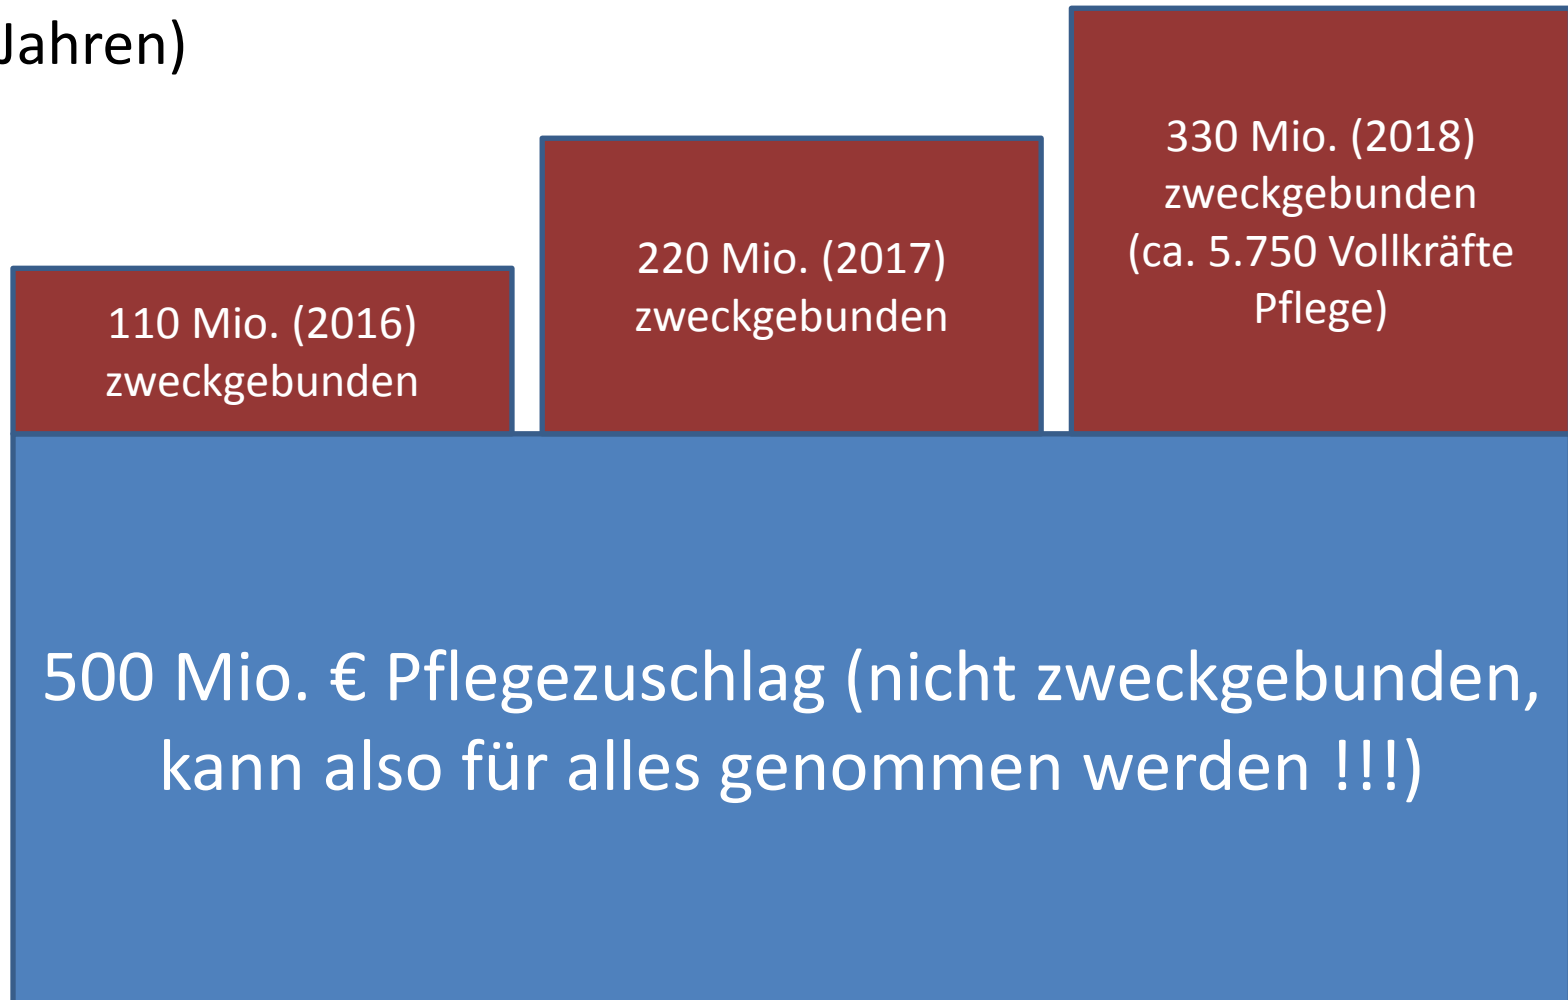 Jahren)
110 Mio. (2016)
zweckgebunden
220 Mio. (2017)
zweckgebunden
330 Mio. (2018)
zweckgebunden
(ca. 5.750 Vollkräfte
Pflege)
500 Mio. € Pflegezuschlag (nicht zweckgebunden,
kann also für alles genommen werden !!!)